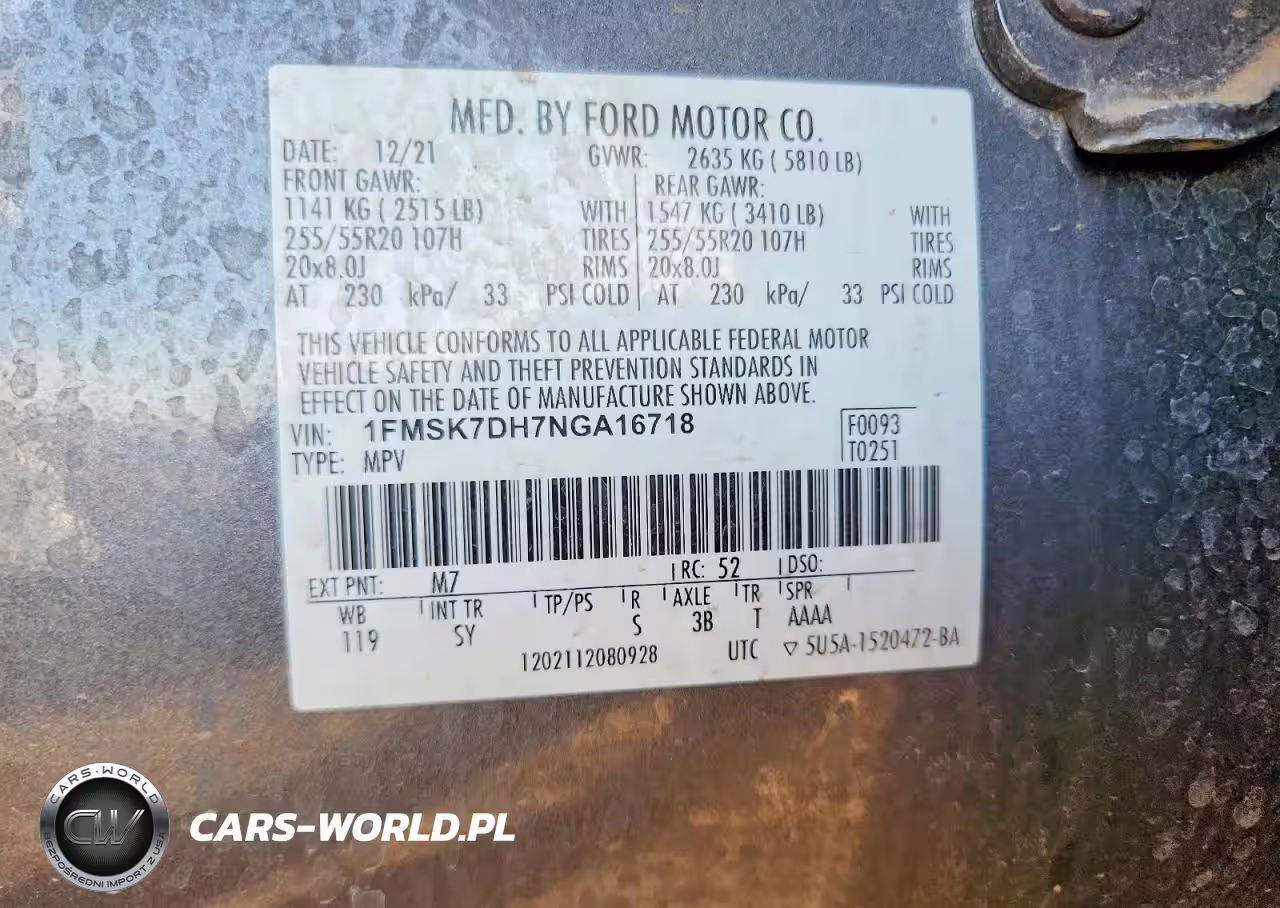 MFD. BY FORD MOTOR CO.
DATE: 12/21 GVWR: 2635 KG ( 5810 LB)
FRONT GAWR: REAR GAWR:
1141 KG ( 2515 LB) WITH 1547 KG ( 3410 LB) WITH
255/55R20 107H TIRES 255/55R20 107H TIRES
20x8.0J RIMS 20x8.0J RIMS
AT 230 kPa/ 33 PSI COLD AT 230 kPa/ 33 PSI COLD
THIS VEHICLE CONFORMS TO ALL APPLICABLE FEDERAL MOTOR
VEHICLE SAFETY AND THEFT PREVENTION STANDARDS IN
EFFECT ON THE DATE OF MANUFACTURE SHOWN ABOVE.
VIN: 1FMSK7DH7NGA16718 F0093
TYPE: MPV T0251
EXT PNT: M7 RC: 52 DSO:
WB INT TR TP/PS R AXLE TR SPR
119 SY S 3B T AAAA
1202112080928 UTC ▽ 5U5A-1520472-BA
CARS-WORLD
CW
BEZPOŚREDNI IMPORT Z USA
CARS-WORLD.PL